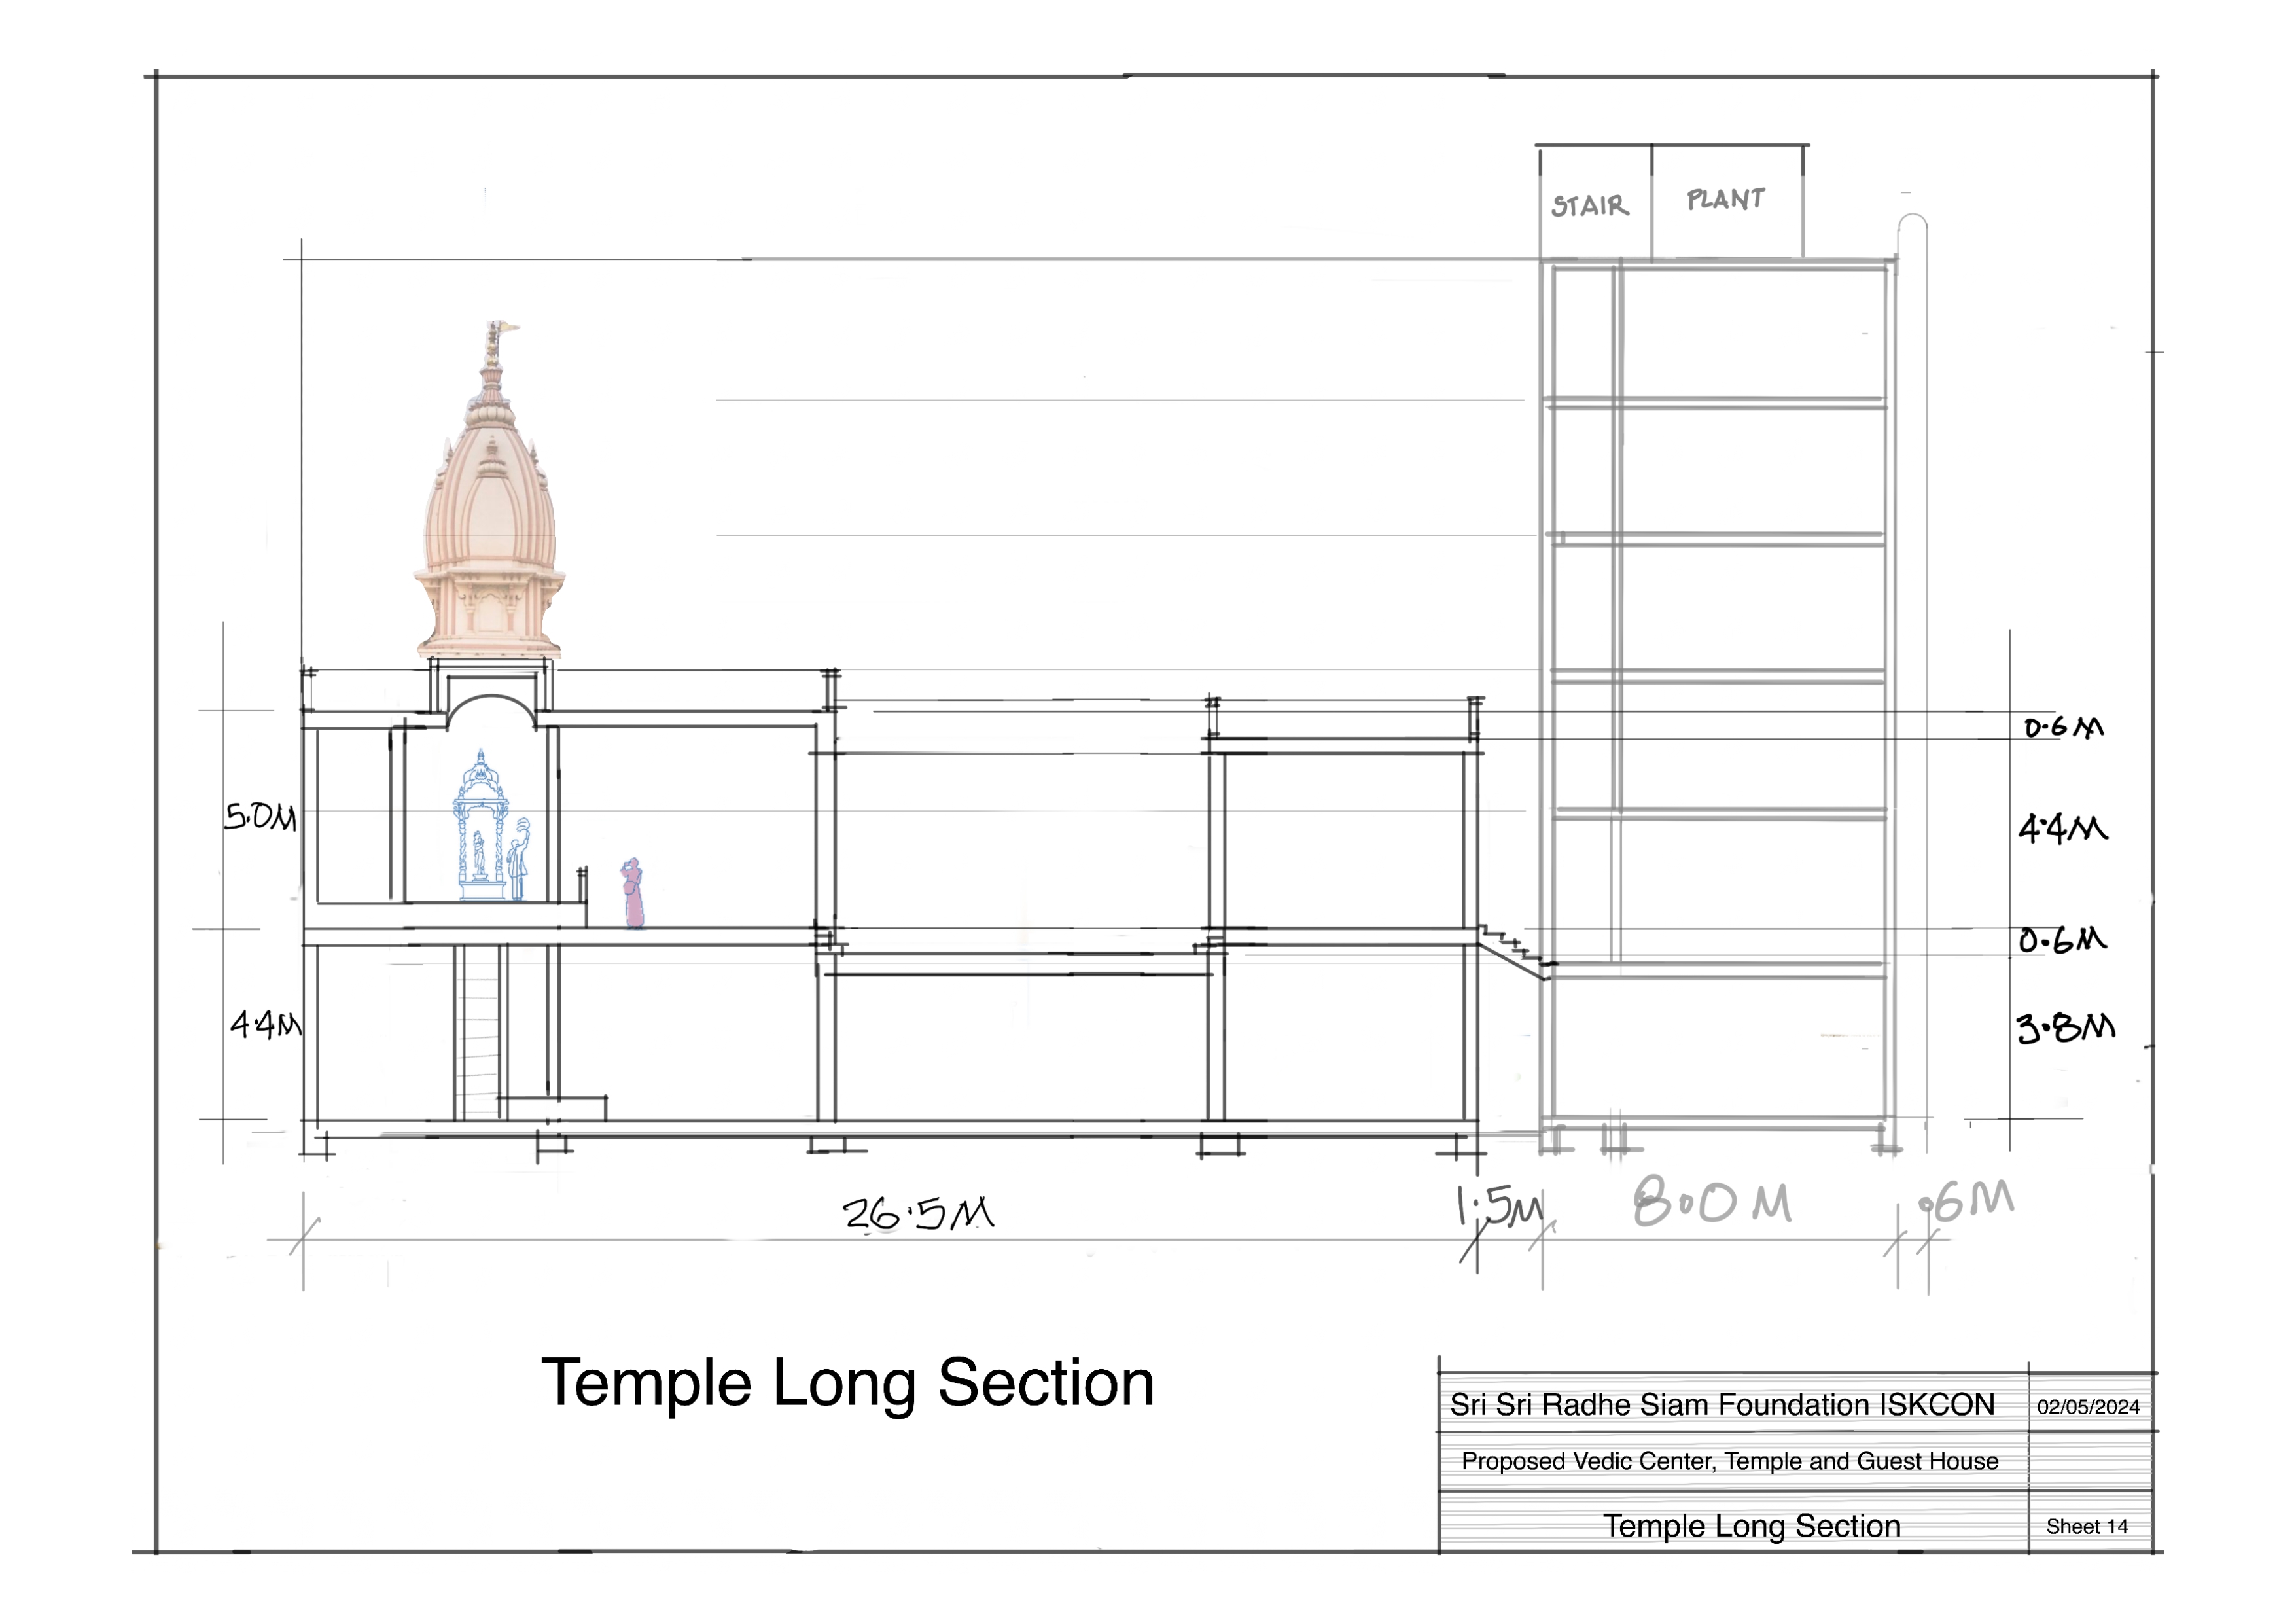 STAIR
PLANT
0.6M
5.0M
4.4M
0.6M
4.4M
3.8M
26.5M
1.5M
8.0M
.6M
Temple Long Section
Sri Sri Radhe Siam Foundation ISKCON
02/05/2024
Proposed Vedic Center, Temple and Guest House
Temple Long Section
Sheet 14